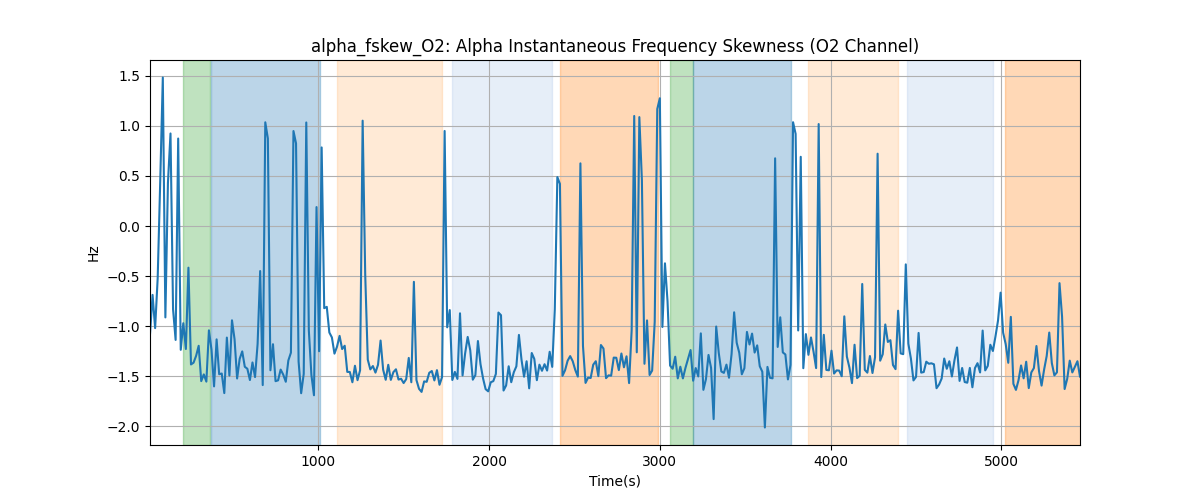 alpha_fskew_O2: Alpha Instantaneous Frequency Skewness (O2 Channel)
1.5
1.0
0.5
0.0
−0.5
−1.0
−1.5
−2.0
Hz
1000 2000 3000 4000 5000
Time(s)